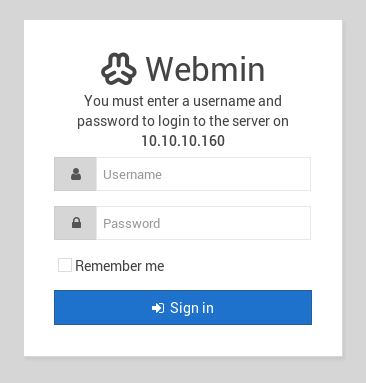 Webmin
You must enter a username and
password to login to the server on
10.10.10.160
Username
Password
Remember me
Sign in